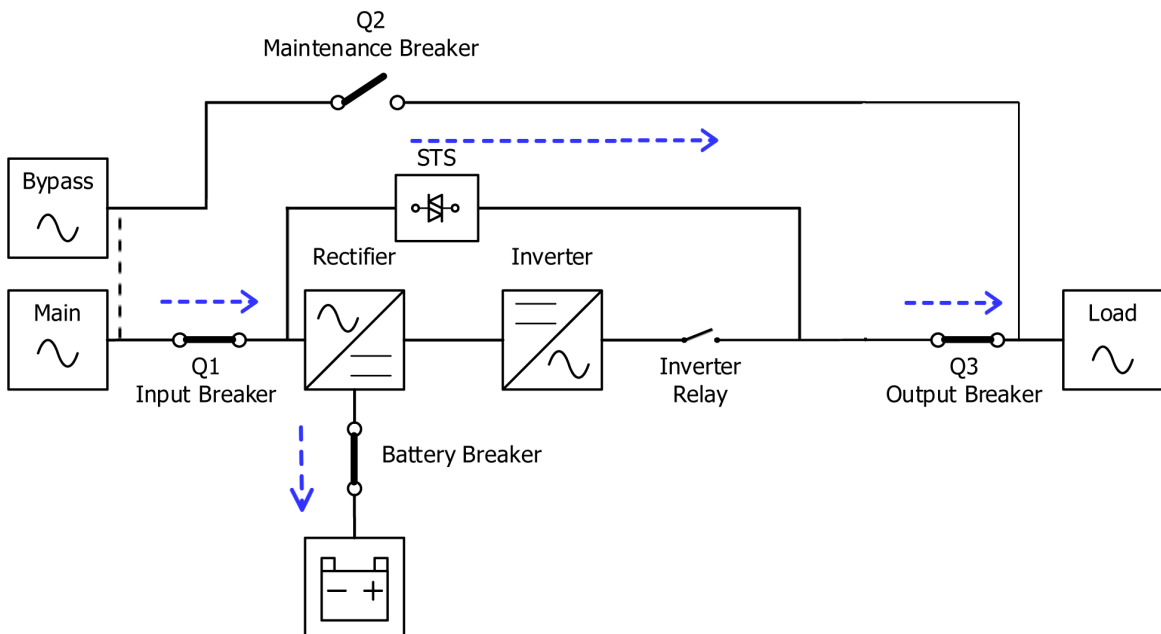 Q2
Maintenance Breaker
STS
Bypass
Rectifier
Inverter
Main
Load
Q1
Input Breaker
Inverter
Relay
Q3
Output Breaker
Battery Breaker
− +